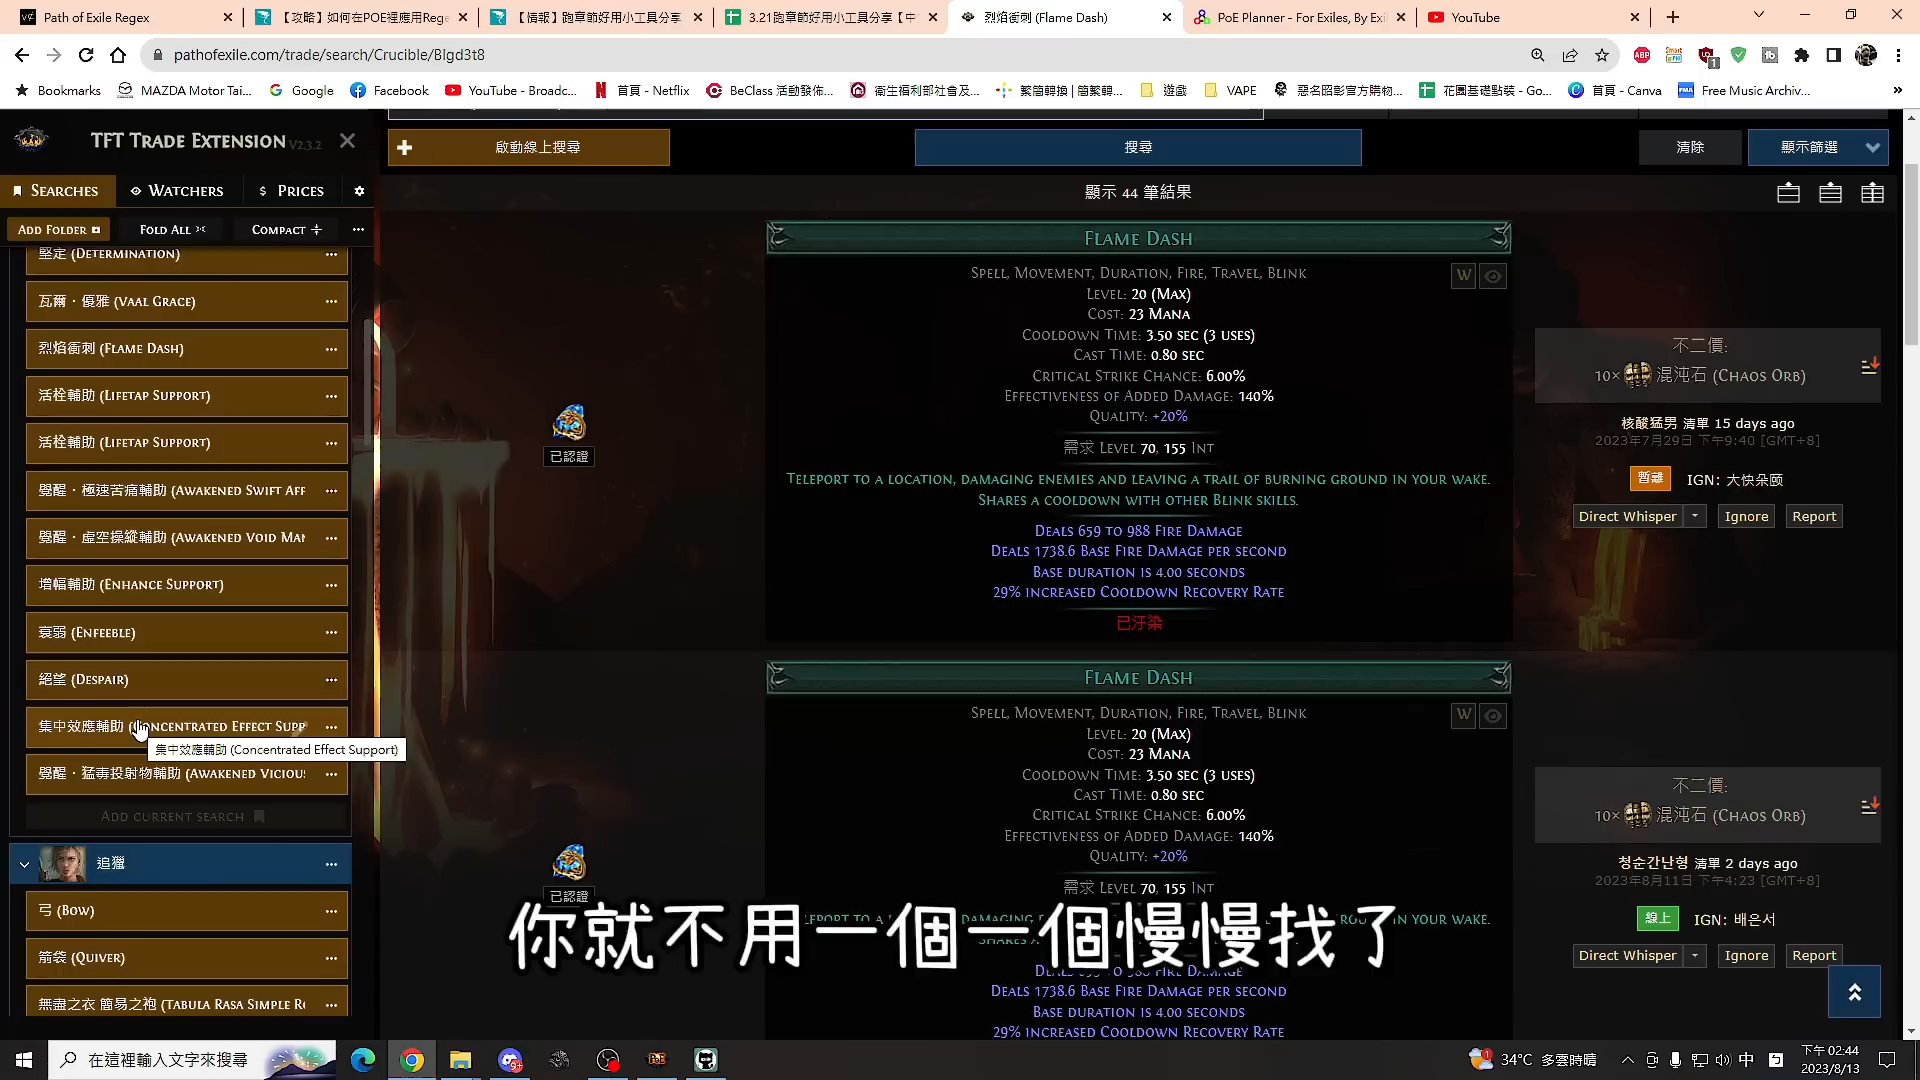 Path of Exile Regex
【攻略】如何在POE裡應用Rege
【情報】跑章節好用小工具分享
3.21跑章節好用小工具分享【中
烈焰衝刺 (Flame Dash)
PoE Planner - For Exiles, By Exi
YouTube
pathofexile.com/trade/search/Crucible/Blgd3t8
Bookmarks
MAZDA Motor Tai...
Google
Facebook
YouTube - Broadc...
首頁 - Netflix
BeClass 活動發佈...
衛生福利部社會及...
繁簡轉換 | 繁簡轉...
遊戲
VAPE
惡名昭彰官方購物...
花園基礎點裝 - Go...
首頁 - Canva
Free Music Archiv...
TFT Trade Extension V2.3.2
Searches
Watchers
$ Prices
Add Folder
Fold All
Compact
堅定 (Determination)
瓦爾．優雅 (Vaal Grace)
烈焰衝刺 (Flame Dash)
活栓輔助 (Lifetap Support)
活栓輔助 (Lifetap Support)
覺醒．極速苦痛輔助 (Awakened Swift Aff
覺醒．虛空操縱輔助 (Awakened Void Man
增幅輔助 (Enhance Support)
衰弱 (Enfeeble)
絕望 (Despair)
集中效應輔助 (Concentrated Effect Supp
集中效應輔助 (Concentrated Effect Support)
覺醒．猛毒投射物輔助 (Awakened Viciou
Add current search
追獵
弓 (Bow)
箭袋 (Quiver)
無盡之衣 簡易之袍 (Tabula Rasa Simple R
啟動線上搜尋
搜尋
清除
顯示篩選
顯示 44 筆結果
Flame Dash
Spell, Movement, Duration, Fire, Travel, Blink
W
Level: 20 (Max)
Cost: 23 Mana
Cooldown Time: 3.50 sec (3 uses)
Cast Time: 0.80 sec
Critical Strike Chance: 6.00%
Effectiveness of Added Damage: 140%
Quality: +20%
已認證
需求 Level 70, 155 Int
Teleport to a location, damaging enemies and leaving a trail of burning ground in your wake.
Shares a cooldown with other Blink skills.
Deals 659 to 988 Fire Damage
Deals 1738.6 Base Fire Damage per second
Base duration is 4.00 seconds
29% increased Cooldown Recovery Rate
已汙染
不二價:
10× 混沌石 (Chaos Orb)
核酸猛男 清單 15 days ago
2023年7月29日 下午9:40 [GMT+8]
暫離 IGN: 大快朵颐
Direct Whisper
Ignore
Report
Flame Dash
Spell, Movement, Duration, Fire, Travel, Blink
W
Level: 20 (Max)
Cost: 23 Mana
Cooldown Time: 3.50 sec (3 uses)
Cast Time: 0.80 sec
Critical Strike Chance: 6.00%
Effectiveness of Added Damage: 140%
Quality: +20%
已認證
需求 Level 70, 155 Int
Deals 1738.6 Base Fire Damage per second
Base duration is 4.00 seconds
29% increased Cooldown Recovery Rate
不二價:
10× 混沌石 (Chaos Orb)
청순간난형 清單 2 days ago
2023年8月11日 下午4:23 [GMT+8]
線上 IGN: 배은서
Direct Whisper
Ignore
Report
你就不用一個一個慢慢找了
在這裡輸入文字來搜尋
34°C 多雲時晴
中
下午 02:44
2023/8/13